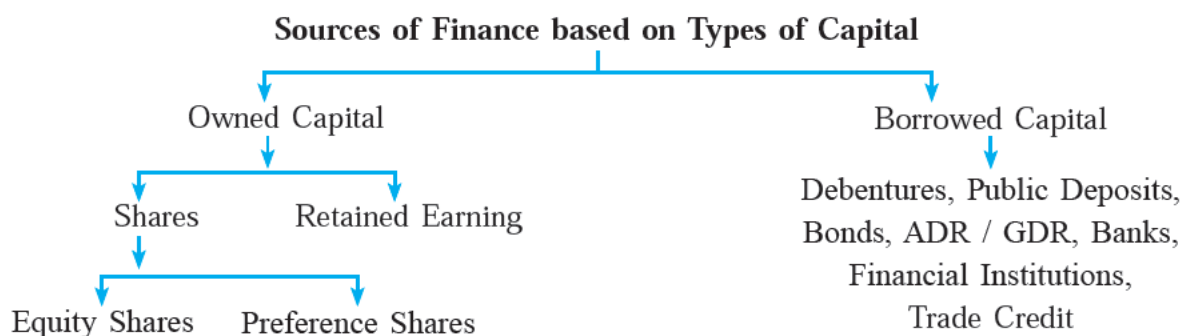 Sources of Finance based on Types of Capital
Owned Capital
Borrowed Capital
Shares
Retained Earning
Debentures, Public Deposits,
Bonds, ADR / GDR, Banks,
Financial Institutions,
Trade Credit
Equity Shares
Preference Shares